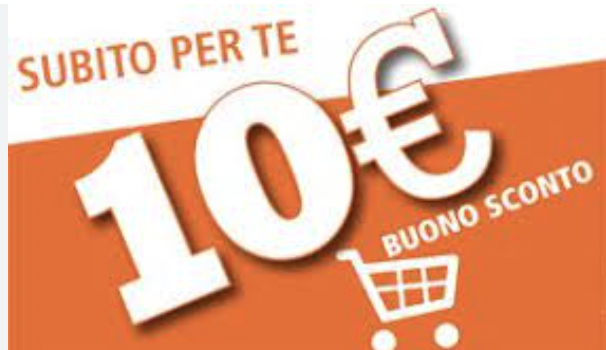 SUBITO PER TE
10€
BUONO SCONTO